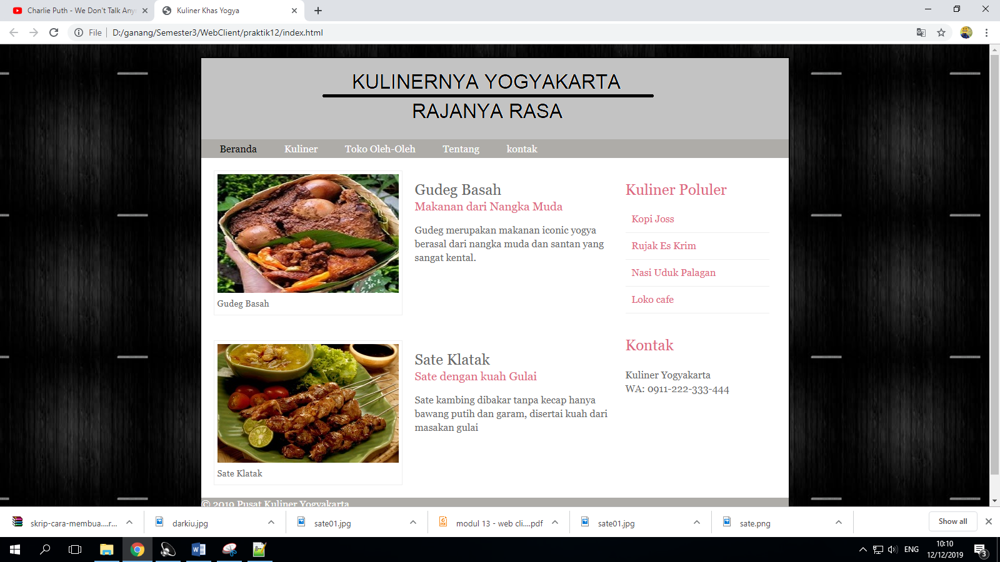 Charlie Puth - We Don't Talk Any
Kuliner Khas Yogya
File
D:/ganang/Semester3/WebClient/praktik12/index.html
KULINERNYA YOGYAKARTA
RAJANYA RASA
Beranda Kuliner Toko Oleh-Oleh Tentang kontak
Gudeg Basah
Gudeg Basah
Makanan dari Nangka Muda
Gudeg merupakan makanan iconic yogya
berasal dari nangka muda dan santan yang
sangat kental.
Sate Klatak
Sate Klatak
Sate dengan kuah Gulai
Sate kambing dibakar tanpa kecap hanya
bawang putih dan garam, disertai kuah dari
masakan gulai
Kuliner Poluler
Kopi Joss
Rujak Es Krim
Nasi Uduk Palagan
Loko cafe
Kontak
Kuliner Yogyakarta
WA: 0911-222-333-444
© 2019 Pusat Kuliner Yogyakarta
skrip-cara-membua....r...
darkiu.jpg
sate01.jpg
modul 13 - web cli....pdf
sate01.jpg
sate.png
Show all
ENG
10:10
12/12/2019
3